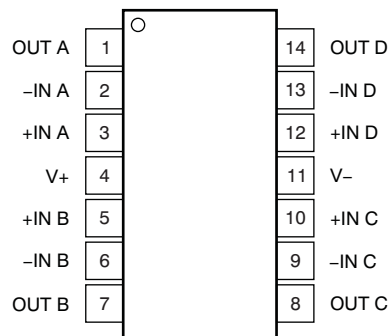 OUT A 1 14 OUT D
−IN A 2 13 −IN D
+IN A 3 12 +IN D
V+ 4 11 V−
+IN B 5 10 +IN C
−IN B 6 9 −IN C
OUT B 7 8 OUT C